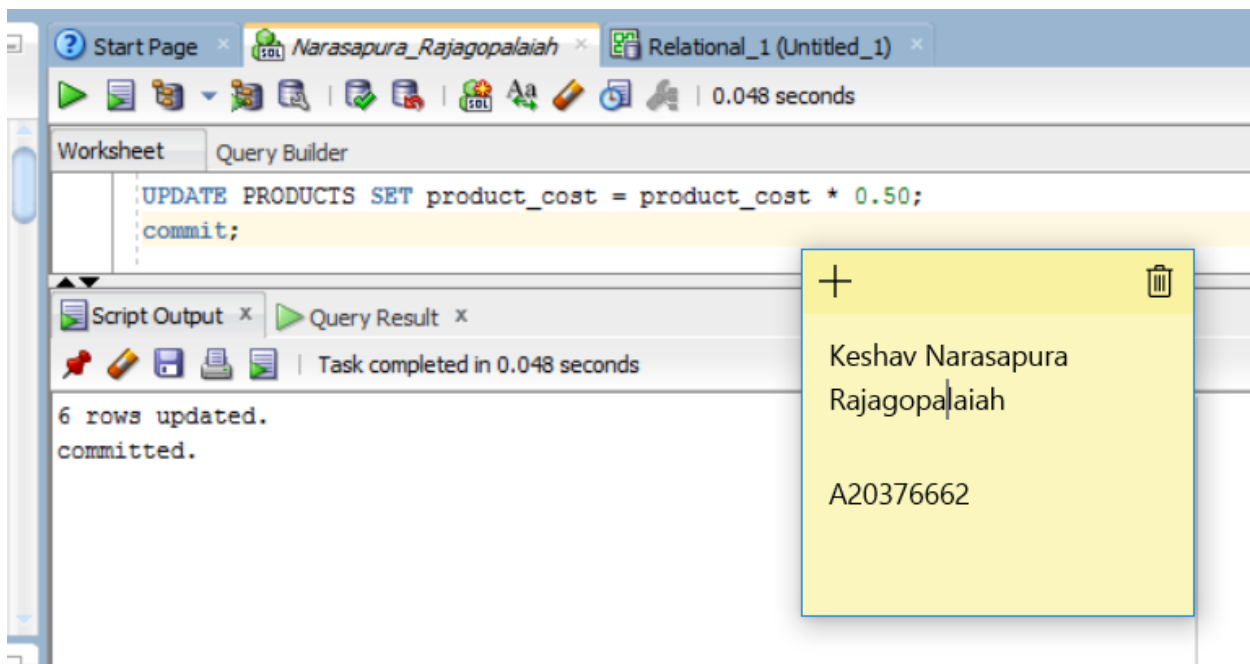 Start Page
Narasapura_Rajagopalaiah
Relational_1 (Untitled_1)
0.048 seconds
Worksheet
Query Builder
UPDATE PRODUCTS SET product_cost = product_cost * 0.50;
commit;
Script Output
Query Result
Task completed in 0.048 seconds
6 rows updated.
committed.
Keshav Narasapura
Rajagopalaiah
A20376662